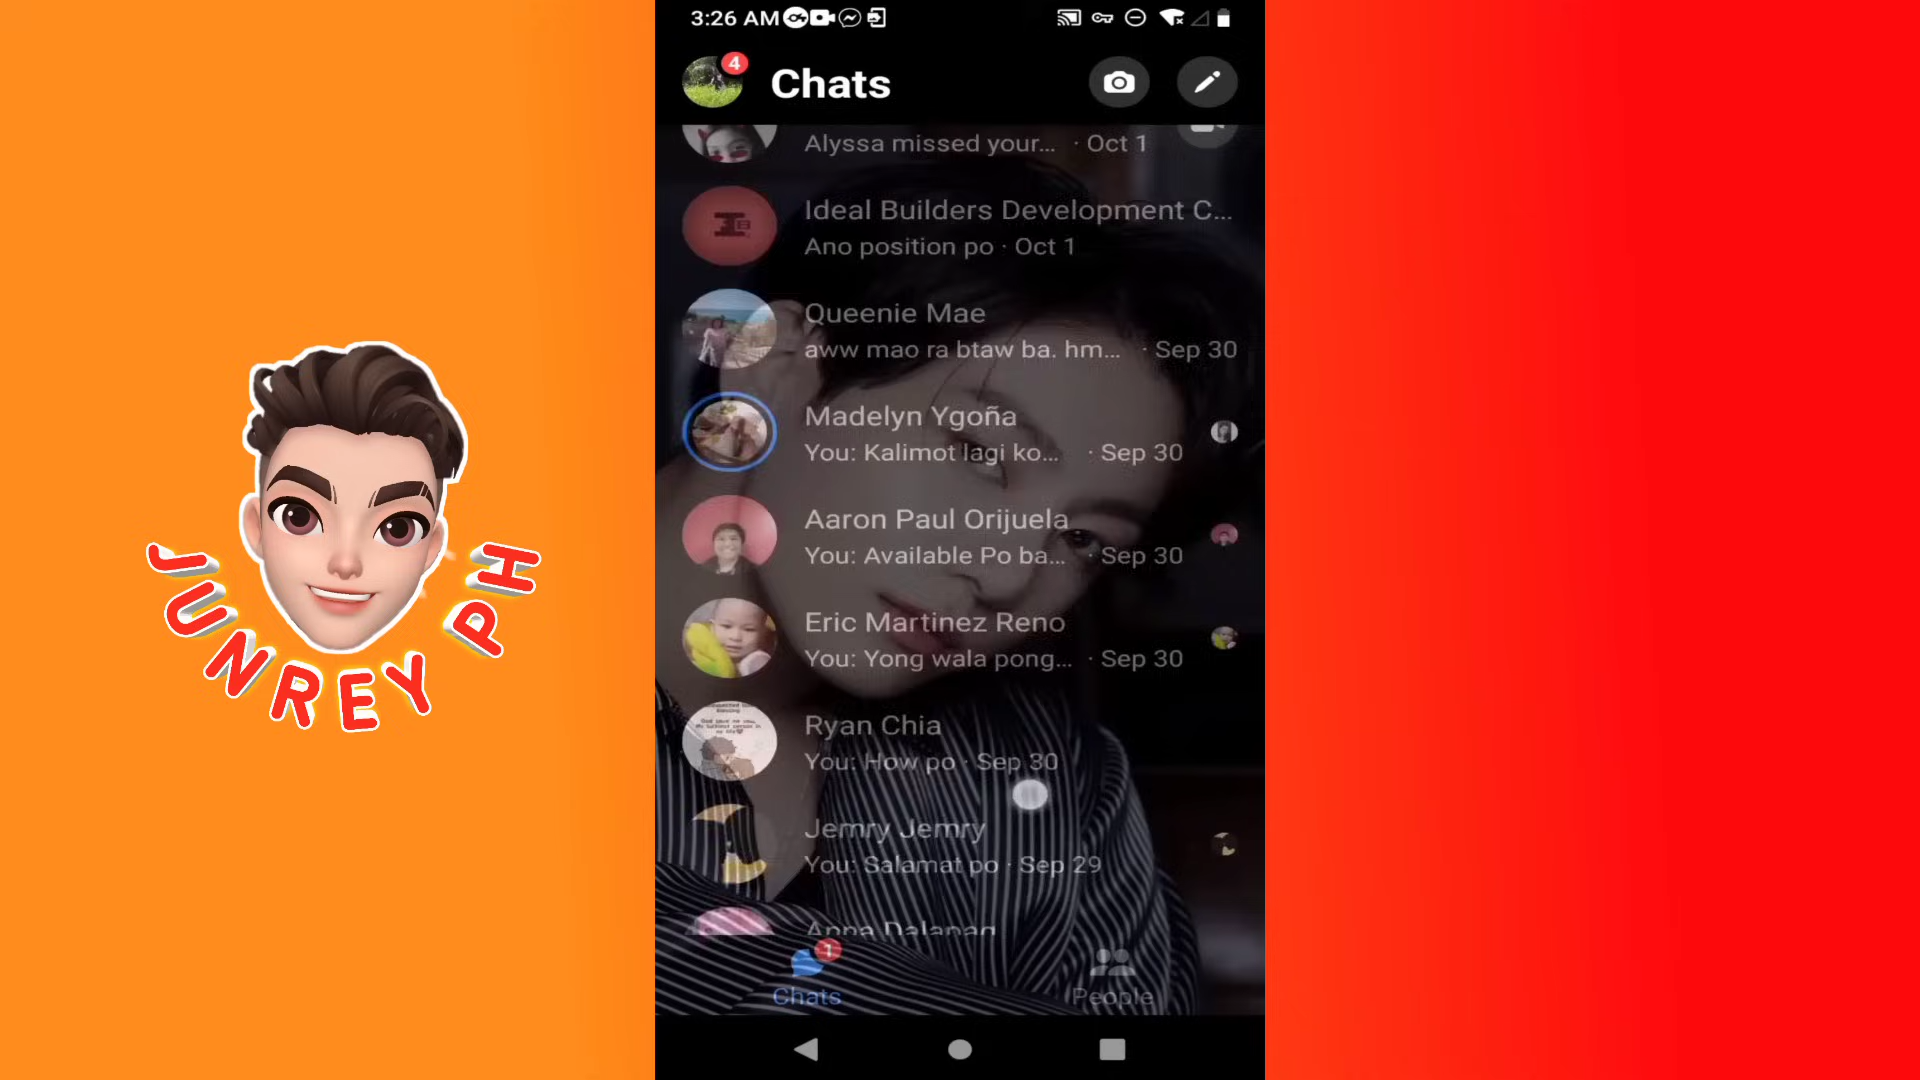 3:26 AM
4
Chats
Alyssa missed your... · Oct 1
Ideal Builders Development C...
Ano position po · Oct 1
Queenie Mae
aww mao ra btaw ba. hm... · Sep 30
Madelyn Ygoña
You: Kalimot lagi ko... · Sep 30
Aaron Paul Orijuela
You: Available Po ba... · Sep 30
Eric Martinez Reno
You: Yong wala pong... · Sep 30
Ryan Chia
You: How po · Sep 30
Jemry Jemry
You: Salamat po · Sep 29
Anna Dalanag
1
Chats
People
JUNREY PH